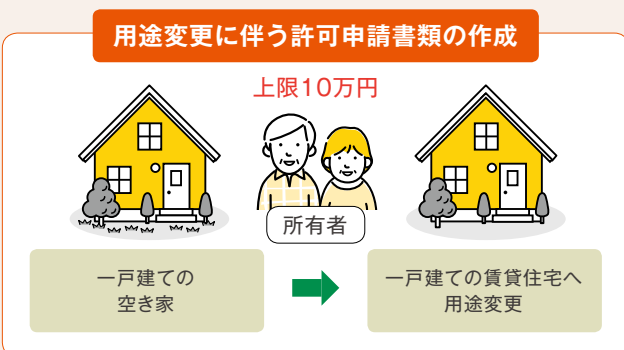 用途変更に伴う許可申請書類の作成
上限10万円
所有者
一戸建ての
空き家
一戸建ての賃貸住宅へ
用途変更